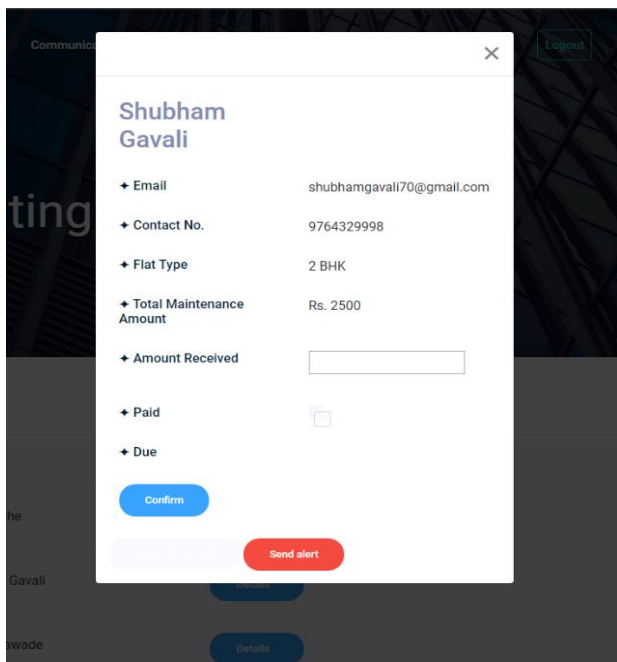 Communica
Logout
×
Shubham
Gavali
ting
✦ Email shubhamgavali70@gmail.com
✦ Contact No. 9764329998
✦ Flat Type 2 BHK
✦ Total Maintenance
Amount Rs. 2500
✦ Amount Received
✦ Paid
✦ Due
Confirm
he
Send alert
Gavali Details
awade Details